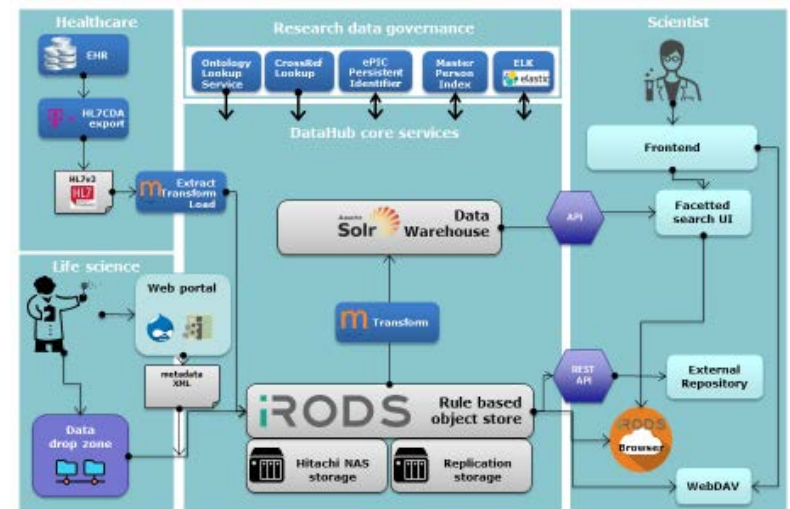 Healthcare
EHR
HL7CDA
export
HL7v3
HL7
Extract
Transform
Load
Research data governance
Ontology
Lookup
Service
CrossRef
Lookup
ePIC
Persistent
Identifier
Master
Person
Index
ELK
elastic
DataHub core services
Apache
Solr
Data
Warehouse
Transform
iRODS
Rule based
object store
Hitachi NAS
storage
Replication
storage
Life science
Web portal
metadata
XML
Data
drop zone
Scientist
Frontend
API
Facetted
search UI
REST
API
External
Repository
iRODS
Browser
WebDAV